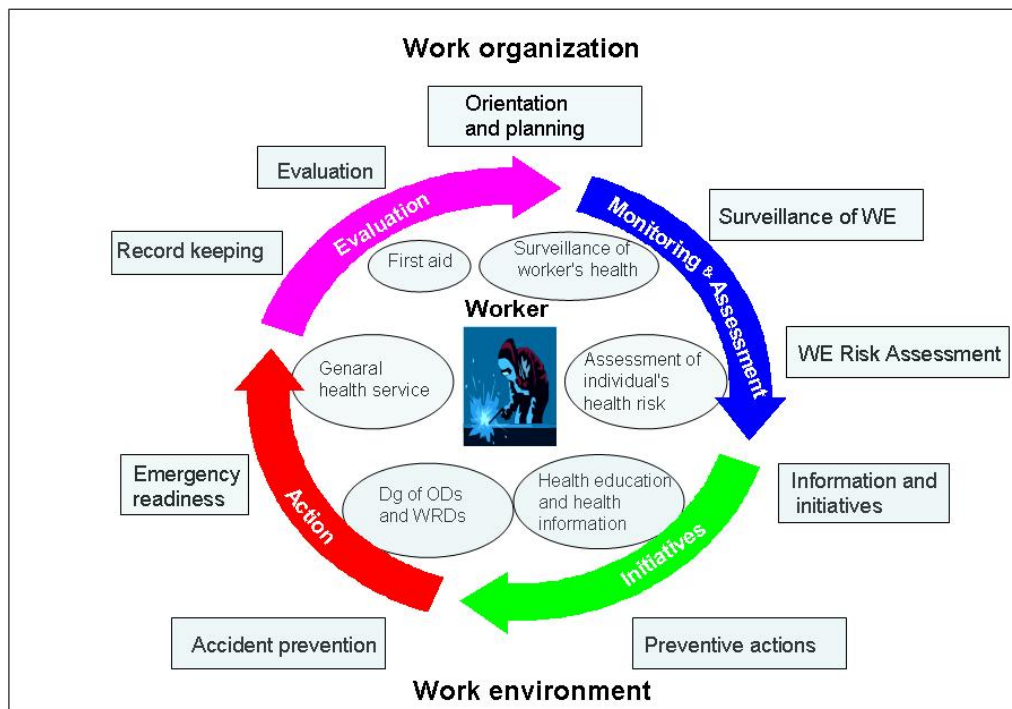 Work organization
Orientation
and planning
Evaluation
Record keeping
Surveillance of WE
WE Risk Assessment
Information and
initiatives
Preventive actions
Accident prevention
Emergency
readiness
Evaluation
Monitoring & Assessment
Initiatives
Action
First aid
Surveillance of
worker's health
Worker
Genaral
health service
Assessment of
individual's
health risk
Dg of ODs
and WRDs
Health education
and health
information
Work environment